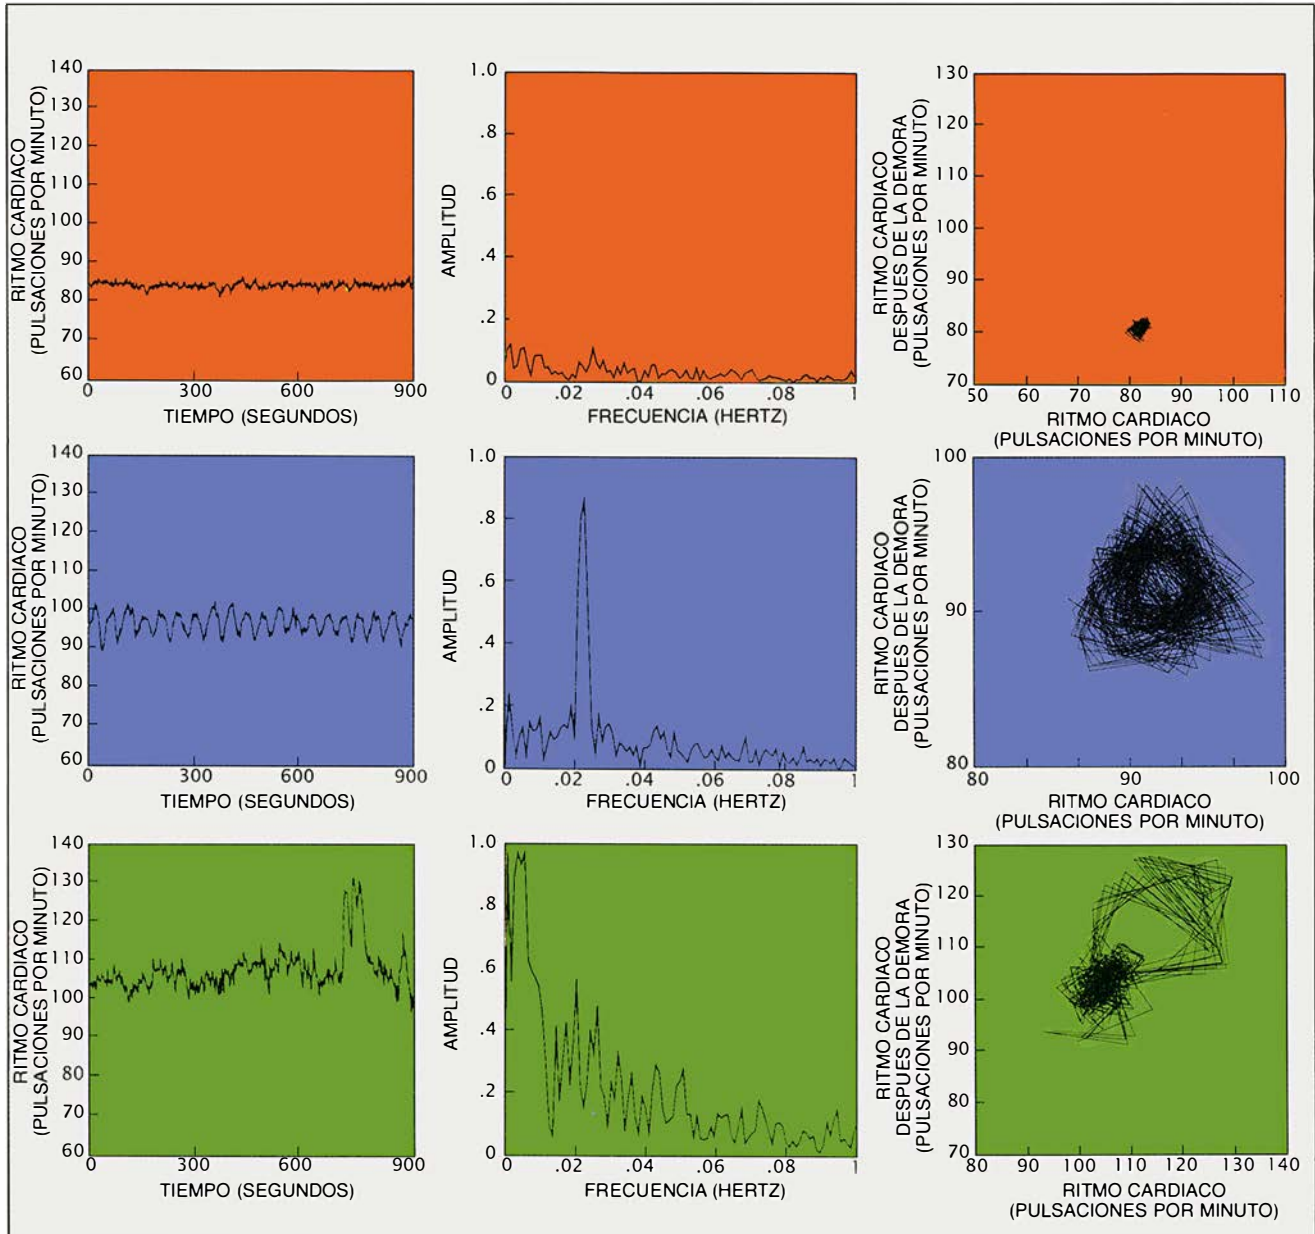 140
130
120
110
100
90
80
70
60
RITMO CARDIACO
(PULSACIONES POR MINUTO)
0 300 600 900
TIEMPO (SEGUNDOS)
1.0
.8
.6
.4
.2
0
AMPLITUD
0 .02 .04 .06 .08 1
FRECUENCIA (HERTZ)
130
120
110
100
90
80
70
RITMO CARDIACO
DESPUES DE LA DEMORA
(PULSACIONES POR MINUTO)
50 60 70 80 90 100 110
RITMO CARDIACO
(PULSACIONES POR MINUTO)
140
130
120
110
100
90
80
70
60
RITMO CARDIACO
(PULSACIONES POR MINUTO)
0 300 600 900
TIEMPO (SEGUNDOS)
1.0
.8
.6
.4
.2
0
AMPLITUD
0 .02 .04 .06 .08 1
FRECUENCIA (HERTZ)
100
90
80
RITMO CARDIACO
DESPUES DE LA DEMORA
(PULSACIONES POR MINUTO)
80 90 100
RITMO CARDIACO
(PULSACIONES POR MINUTO)
140
130
120
110
100
90
80
70
60
RITMO CARDIACO
(PULSACIONES POR MINUTO)
0 300 600 900
TIEMPO (SEGUNDOS)
1.0
.8
.6
.4
.2
0
AMPLITUD
0 .02 .04 .06 .08 1
FRECUENCIA (HERTZ)
130
120
110
100
90
80
70
RITMO CARDIACO
DESPUES DE LA DEMORA
(PULSACIONES POR MINUTO)
80 90 100 110 120 130 140
RITMO CARDIACO
(PULSACIONES POR MINUTO)